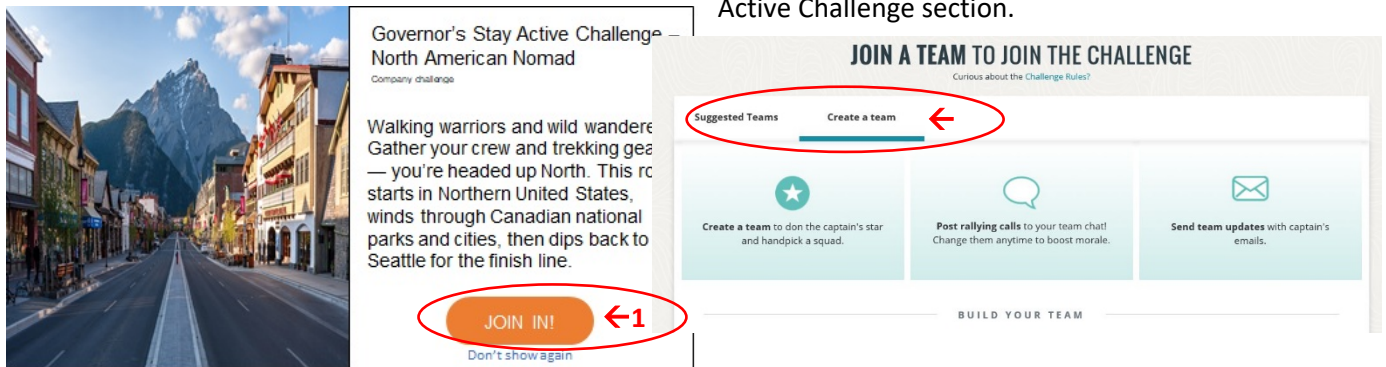 Active Challenge section.
Governor's Stay Active Challenge –
North American Nomad
Company challenge
Walking warriors and wild wandere
Gather your crew and trekking gea
— you're headed up North. This ro
starts in Northern United States,
winds through Canadian national
parks and cities, then dips back to
Seattle for the finish line.
JOIN IN!
←1
Don't show again
JOIN A TEAM TO JOIN THE CHALLENGE
Curious about the Challenge Rules?
Suggested Teams Create a team ←
Create a team to don the captain's star
and handpick a squad.
Post rallying calls to your team chat!
Change them anytime to boost morale.
Send team updates with captain's
emails.
BUILD YOUR TEAM